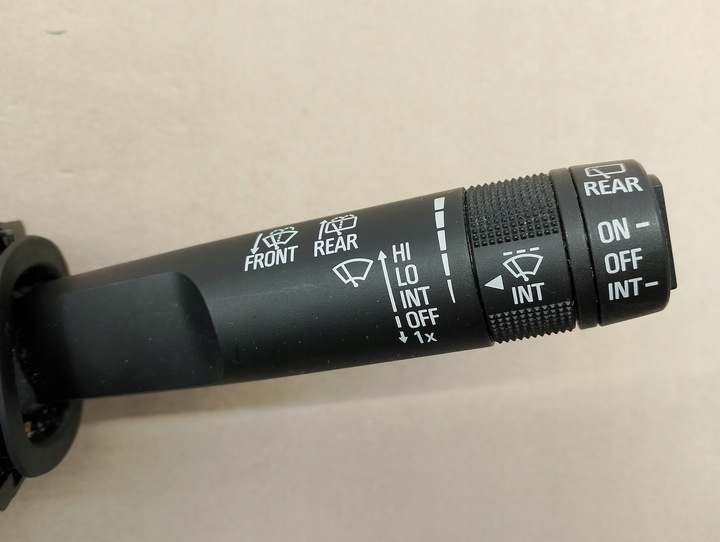 FRONT
REAR
HI
LO
INT
OFF
1x
INT
REAR
ON -
OFF
INT -